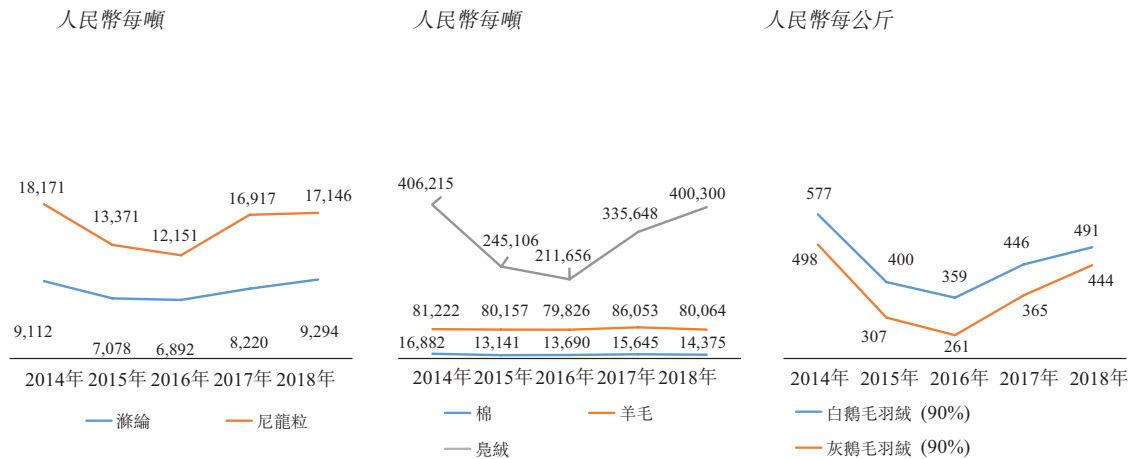 人民幣每噸
人民幣每噸
人民幣每公斤
18,171
13,371
12,151
16,917
17,146
9,112
7,078
6,892
8,220
9,294
2014年 2015年 2016年 2017年 2018年
滌綸 尼龍粒
406,215
245,106
211,656
335,648
400,300
81,222 80,157 79,826 86,053 80,064
16,882 13,141 13,690 15,645 14,375
2014年 2015年 2016年 2017年 2018年
棉 羊毛
凫絨
577
400
359
446
491
498
307
261
365
444
2014年 2015年 2016年 2017年 2018年
白鵝毛羽絨 (90%)
灰鵝毛羽絨 (90%)